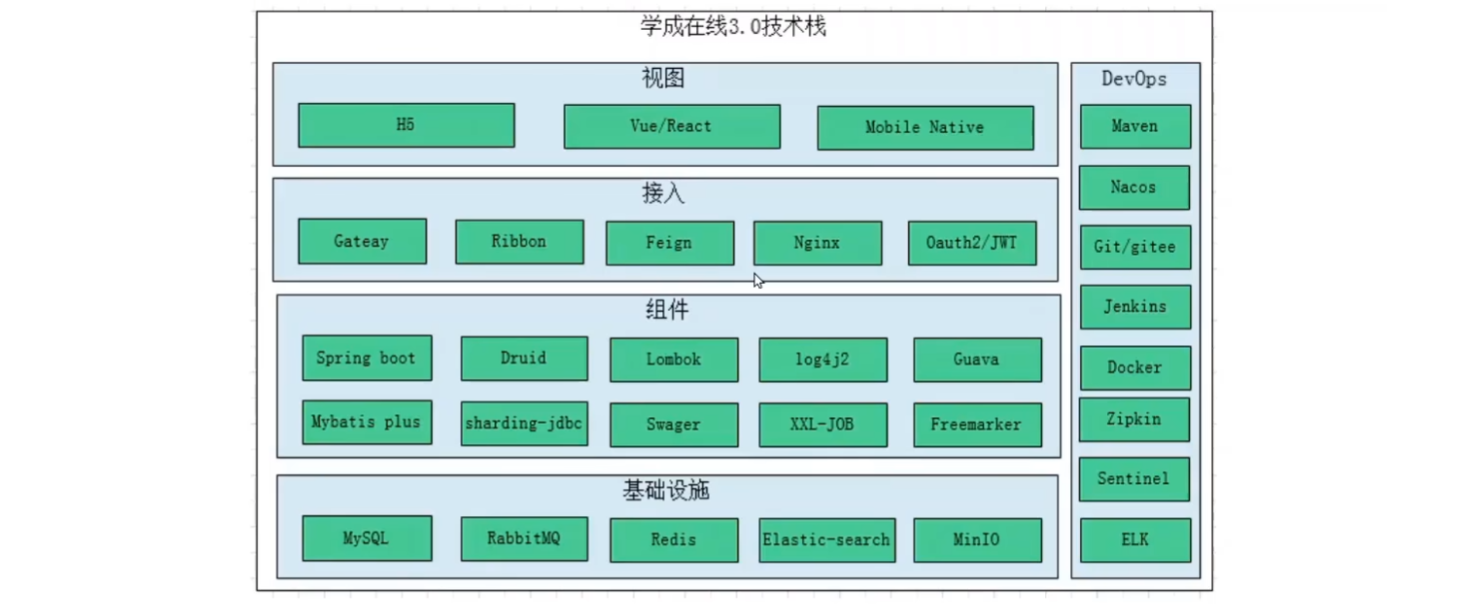 学成在线3.0技术栈
视图
H5
Vue/React
Mobile Native
接入
Gateay
Ribbon
Feign
Nginx
Oauth2/JWT
组件
Spring boot
Druid
Lombok
log4j2
Guava
Mybatis plus
sharding-jdbc
Swager
XXL-JOB
Freemarker
基础设施
MySQL
RabbitMQ
Redis
Elastic-search
MinIO
DevOps
Maven
Nacos
Git/gitee
Jenkins
Docker
Zipkin
Sentinel
ELK